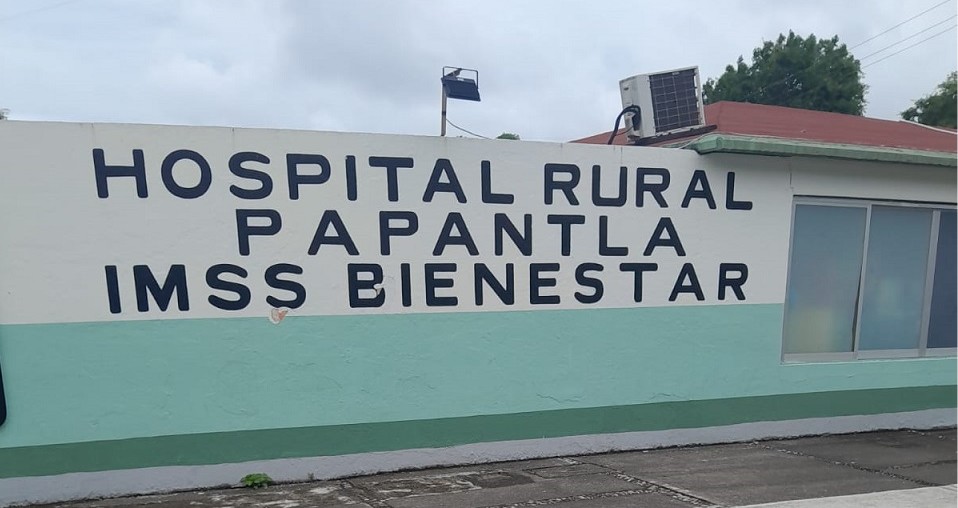 HOSPITAL RURAL
PAPANTLA
IMSS BIENESTAR